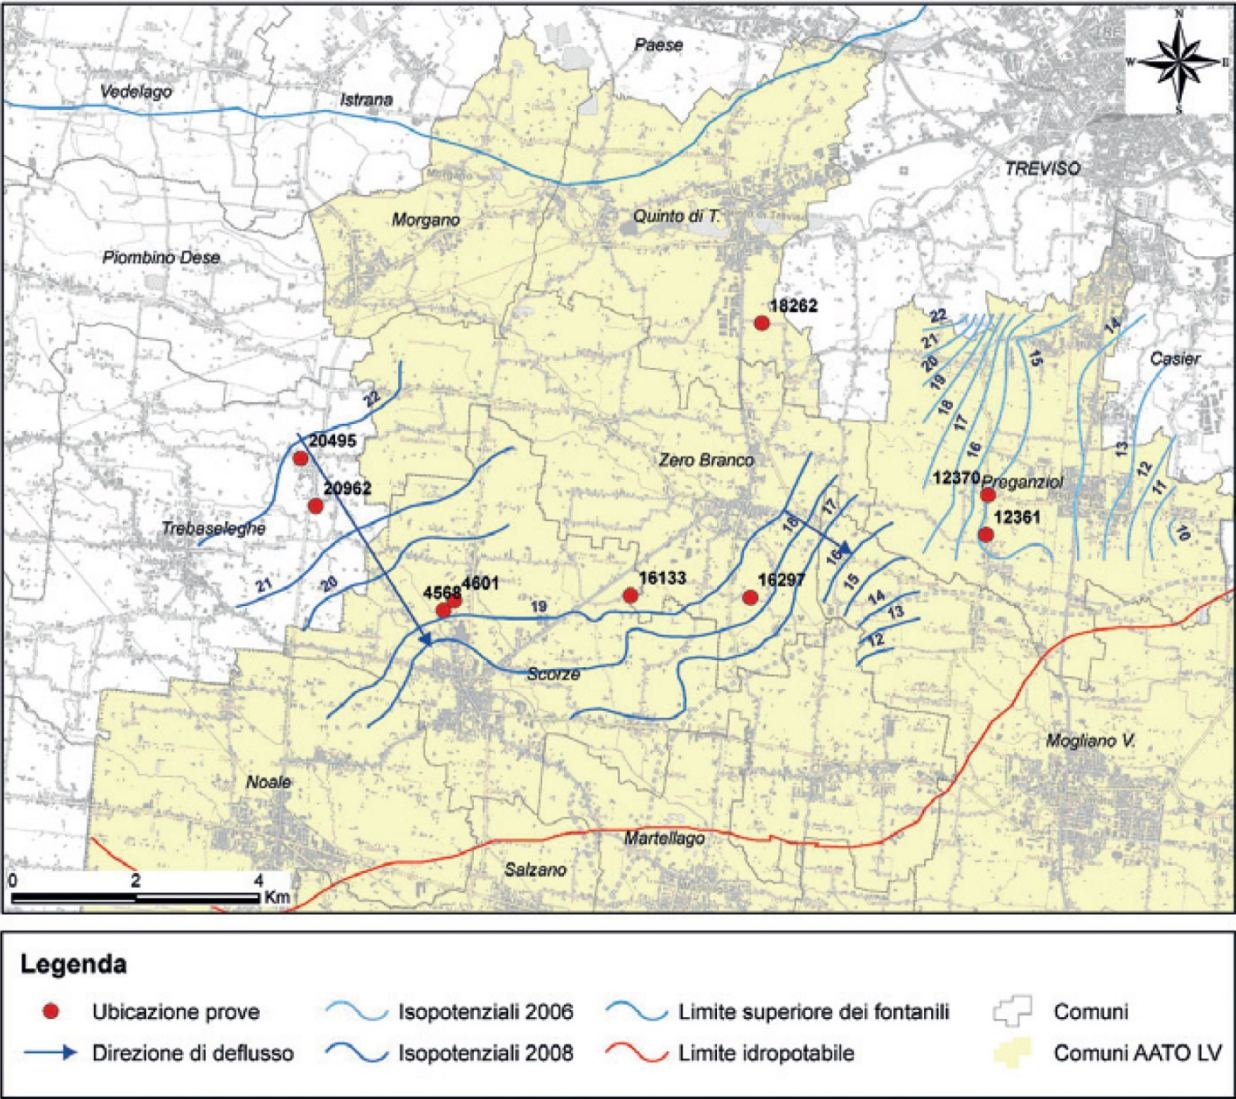 N
W
E
S
TRE
Paese
Vedelago
Istrana
TREVISO
Morgano
Quinto di T.
Piombino Dese
18262
22
21
20
19
18
17
16
15
14
13
12
11
10
Casier
22
20495
20962
Trebaseleghe
21
20
Zero Branco
12370
Preganziol
12361
18
17
16
15
14
13
12
4568
4601
19
16133
16297
Scorze
Noale
Mogliano V.
Martellago
Salzano
0
2
4
Km
Legenda
Ubicazione prove
Isopotenziali 2006
Limite superiore dei fontanili
Comuni
Direzione di deflusso
Isopotenziali 2008
Limite idropotabile
Comuni AATO LV